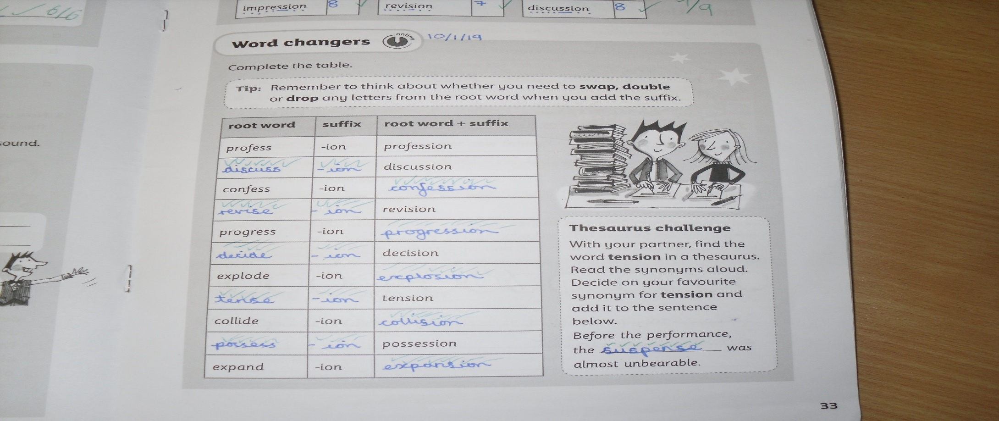 6/6
impression 8 revision 7 discussion 8 /9
Word changers online 10/1/19
Complete the table.
Tip: Remember to think about whether you need to swap, double
or drop any letters from the root word when you add the suffix.
root word suffix root word + suffix
profess -ion profession
discuss -ion discussion
confess -ion confession
revise -ion revision
progress -ion progression
decide -ion decision
explode -ion explosion
tense -ion tension
collide -ion collision
possess -ion possession
expand -ion expansion
Thesaurus challenge
With your partner, find the
word tension in a thesaurus.
Read the synonyms aloud.
Decide on your favourite
synonym for tension and
add it to the sentence
below.
Before the performance,
the suspense was
almost unbearable.
sound.
33